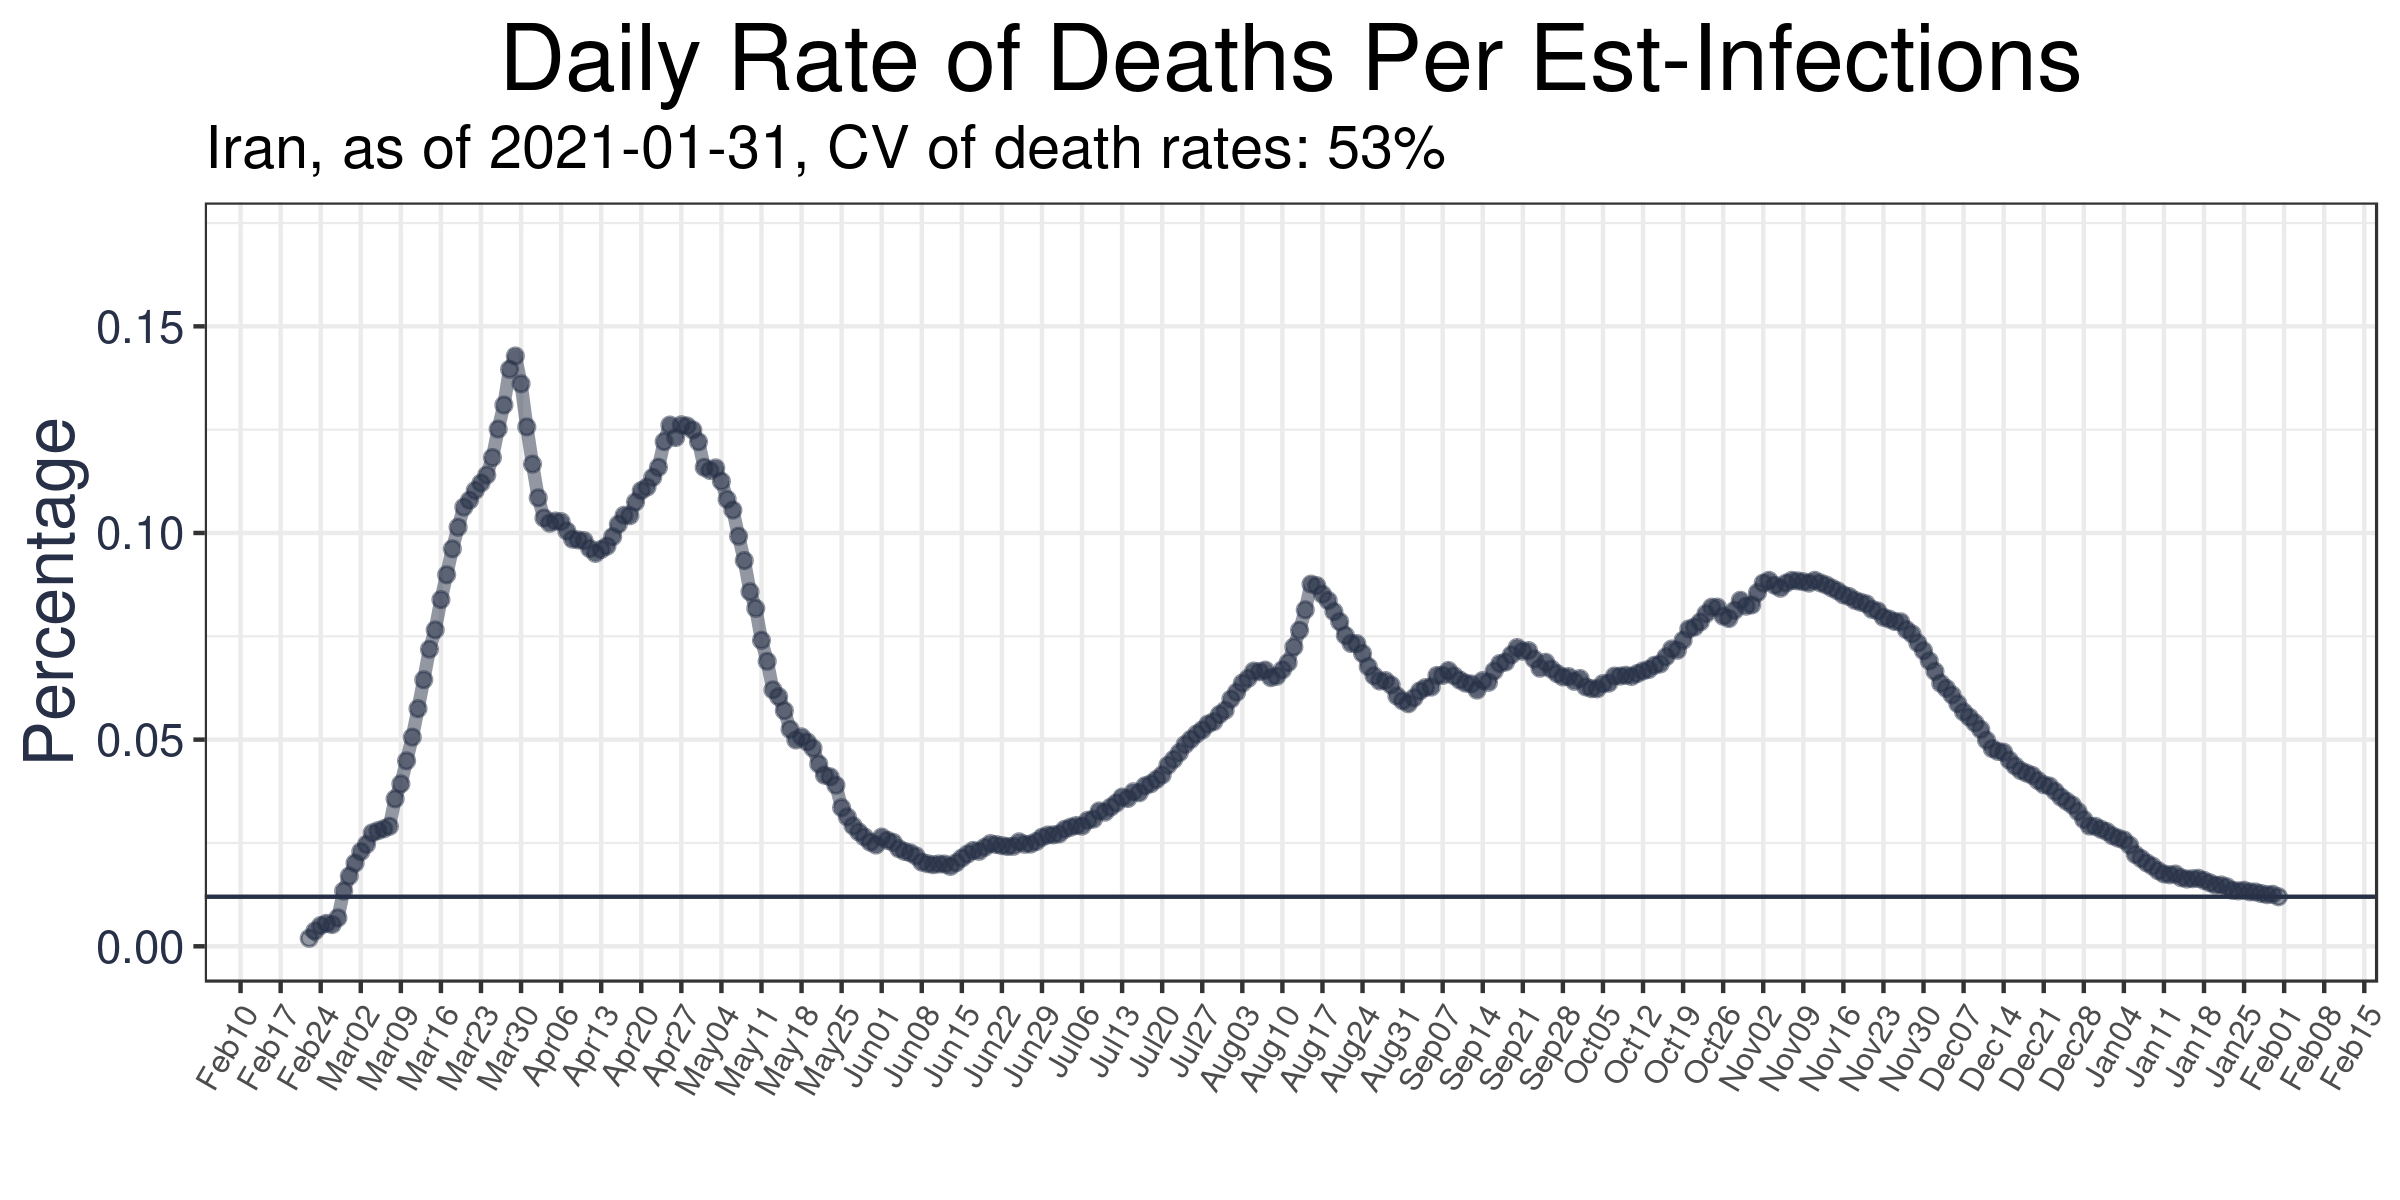 Daily Rate of Deaths Per Est-Infections
Iran, as of 2021-01-31, CV of death rates: 53%
Percentage
0.15
0.10
0.05
0.00
Feb10
Feb17
Feb24
Mar02
Mar09
Mar16
Mar23
Mar30
Apr06
Apr13
Apr20
Apr27
May04
May11
May18
May25
Jun01
Jun08
Jun15
Jun22
Jun29
Jul06
Jul13
Jul20
Jul27
Aug03
Aug10
Aug17
Aug24
Aug31
Sep07
Sep14
Sep21
Sep28
Oct05
Oct12
Oct19
Oct26
Nov02
Nov09
Nov16
Nov23
Nov30
Dec07
Dec14
Dec21
Dec28
Jan04
Jan11
Jan18
Jan25
Feb01
Feb08
Feb15